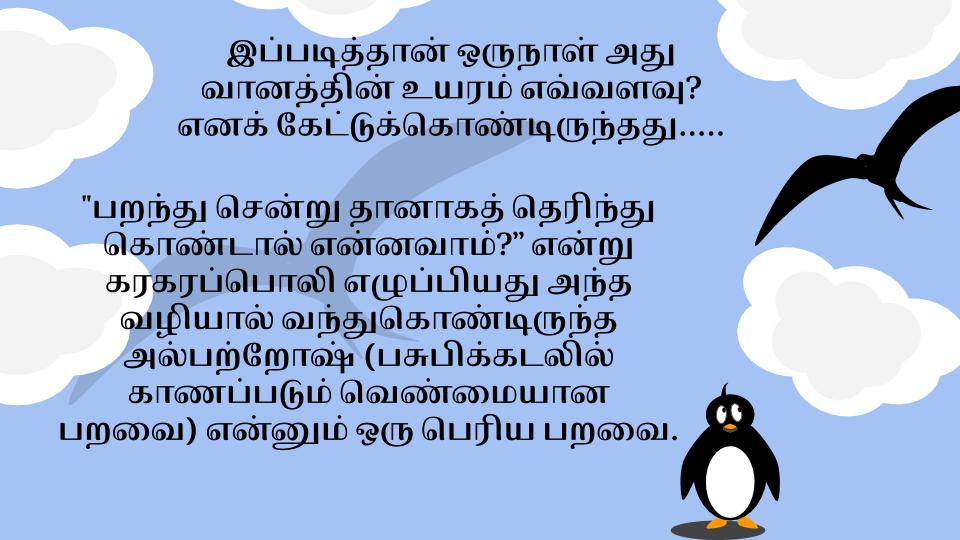 இப்படித்தான் ஒருநாள் அது
வானத்தின் உயரம் எவ்வளவு?
எனக் கேட்டுக்கொண்டிருந்தது.....
"பறந்து சென்று தானாகத் தெரிந்து
கொண்டால் என்னவாம்?” என்று
கரகரப்பொலி எழுப்பியது அந்த
வழியால் வந்துகொண்டிருந்த
அல்பற்றோஷ் (பசுபிக்கடலில்
காணப்படும் வெண்மையான
பறவை) என்னும் ஒரு பெரிய பறவை.